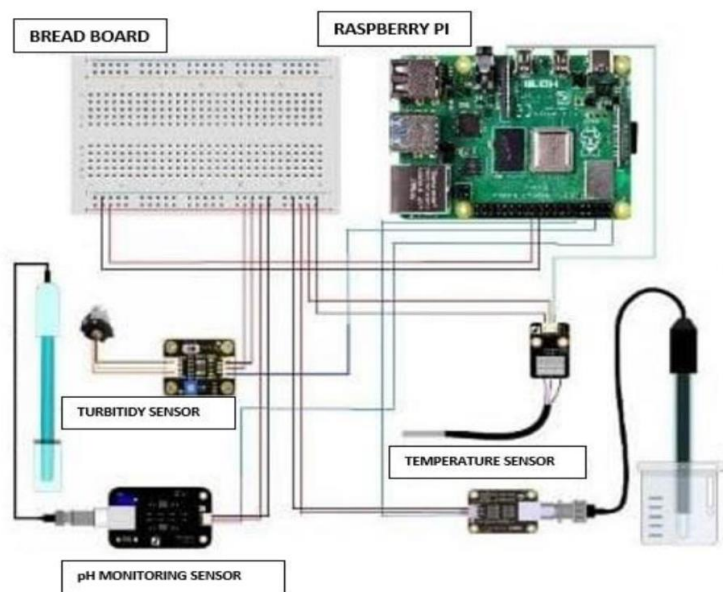 BREAD BOARD
RASPBERRY PI
TURBITIDY SENSOR
TEMPERATURE SENSOR
pH MONITORING SENSOR